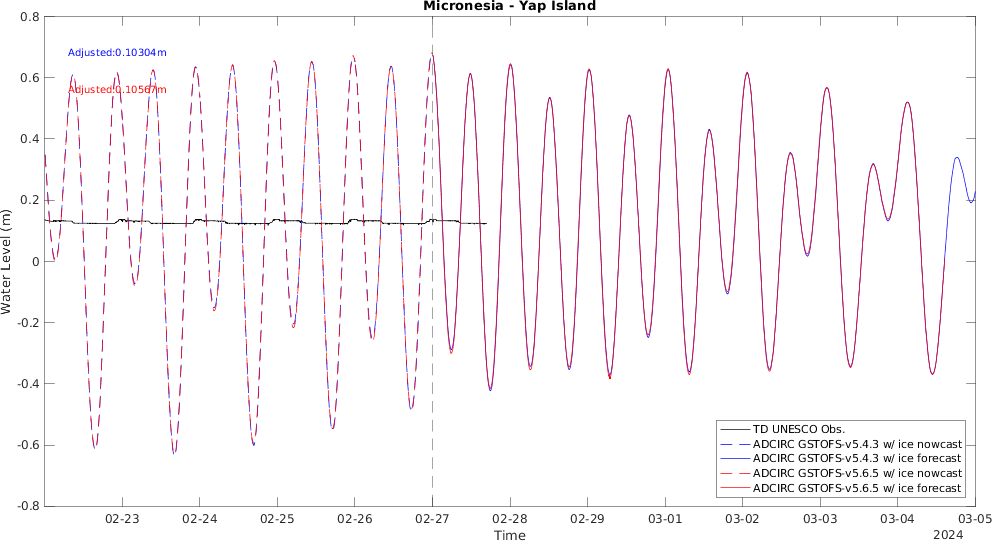 Micronesia - Yap Island
Adjusted:0.10304m
Adjusted:0.10567m
Water Level (m)
0.8
0.6
0.4
0.2
0
-0.2
-0.4
-0.6
-0.8
TD UNESCO Obs.
ADCIRC GSTOFS-v5.4.3 w/ ice nowcast
ADCIRC GSTOFS-v5.4.3 w/ ice forecast
ADCIRC GSTOFS-v5.6.5 w/ ice nowcast
ADCIRC GSTOFS-v5.6.5 w/ ice forecast
02-23 02-24 02-25 02-26 02-27 02-28 02-29 03-01 03-02 03-03 03-04 03-05
Time
2024